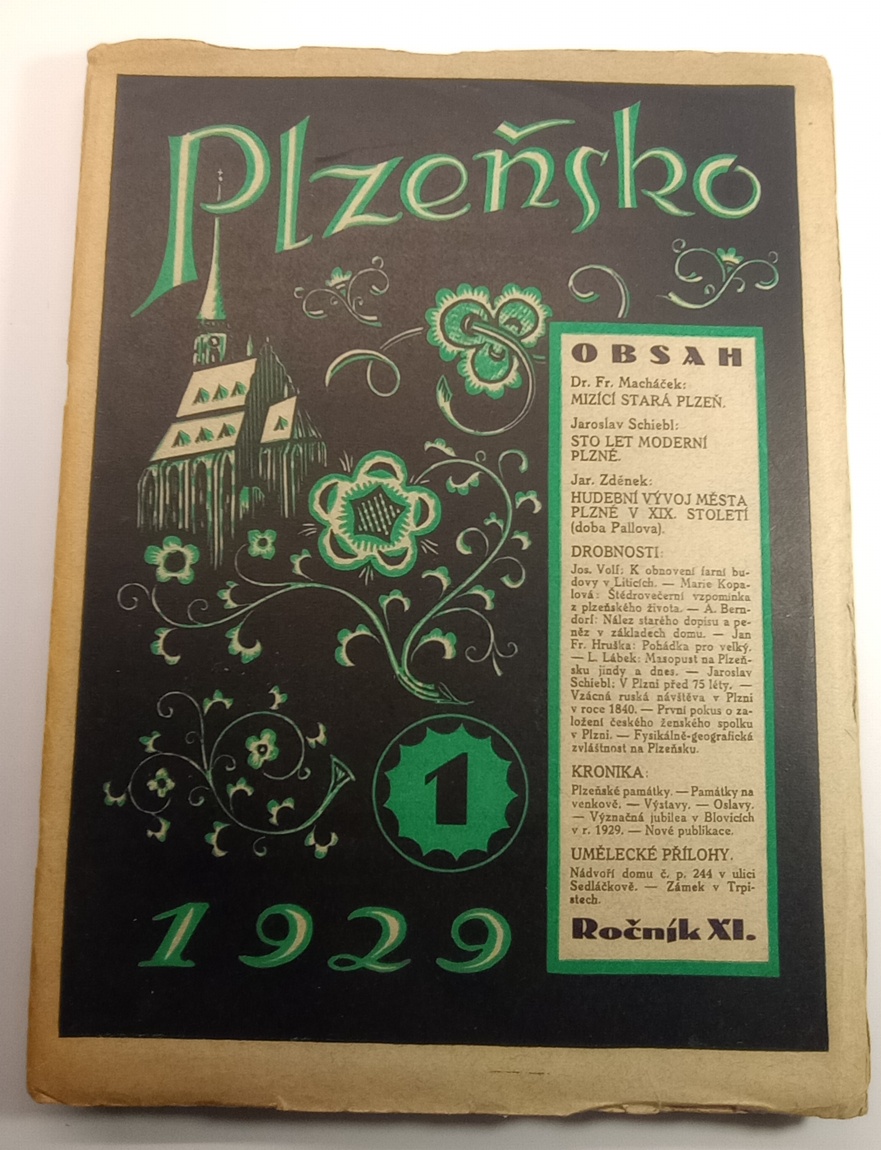 Plzeňsko
OBSAH
Dr. Fr. Macháček:
MIZÍCÍ STARÁ PLZEŇ.
Jaroslav Schiebl:
STO LET MODERNÍ
PLZNĚ.
Jar. Zděnek:
HUDEBNÍ VÝVOJ MĚSTA
PLZNĚ V XIX. STOLETÍ
(doba Pallova).
DROBNOSTI:
Jos. Volf: K obnovení farní bu-
dovy v Liticích. — Marie Kopa-
lová: Štědrovečerní vzpomínka
z plzeňského života. — A. Bern-
dorf: Nález starého dopisu a pe-
něz v základech domu. — Jan
Fr. Hruška: Pohádka pro velký.
— L. Lábek: Masopust na Plzeň-
sku jindy a dnes. — Jaroslav
Schiebl: V Plzni před 75 léty. —
Vzácná ruská návštěva v Plzni
v roce 1840. — První pokus o za-
ložení českého ženského spolku
v Plzni. — Fysikálně-geografická
zvláštnost na Plzeňsku.
KRONIKA:
Plzeňské památky. — Památky na
venkově. — Výstavy. — Oslavy.
— Význačná jubilea v Blovicích
v r. 1929. — Nové publikace.
UMĚLECKÉ PŘÍLOHY.
Nádvoří domu č. p. 244 v ulici
Sedláčkově. — Zámek v Trpí-
stech.
Ročník XI.
1
1929